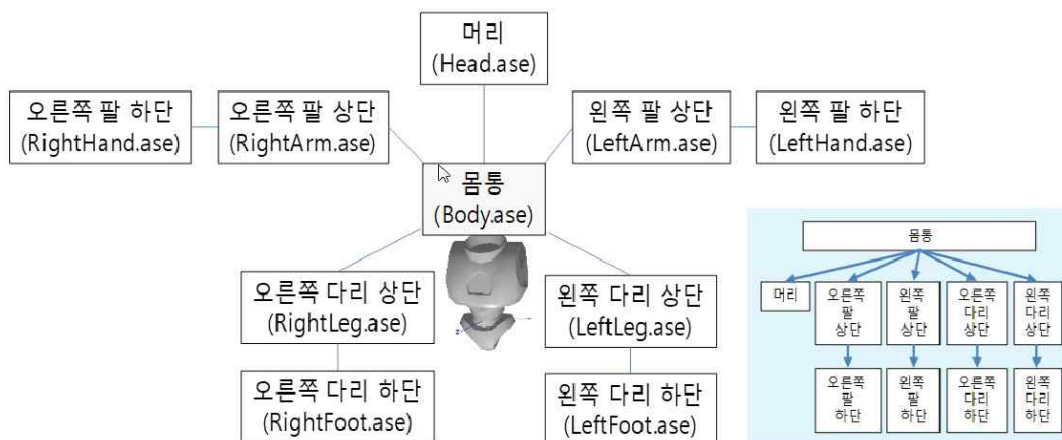 머리
(Head.ase)
오른쪽 팔 하단
(RightHand.ase)
오른쪽 팔 상단
(RightArm.ase)
왼쪽 팔 상단
(LeftArm.ase)
왼쪽 팔 하단
(LeftHand.ase)
몸통
(Body.ase)
오른쪽 다리 상단
(RightLeg.ase)
왼쪽 다리 상단
(LeftLeg.ase)
오른쪽 다리 하단
(RightFoot.ase)
왼쪽 다리 하단
(LeftFoot.ase)
z
몸통
머리
오른쪽
팔
상단
왼쪽
팔
상단
오른쪽
다리
상단
왼쪽
다리
상단
오른쪽
팔
하단
왼쪽
팔
하단
오른쪽
다리
하단
왼쪽
다리
하단